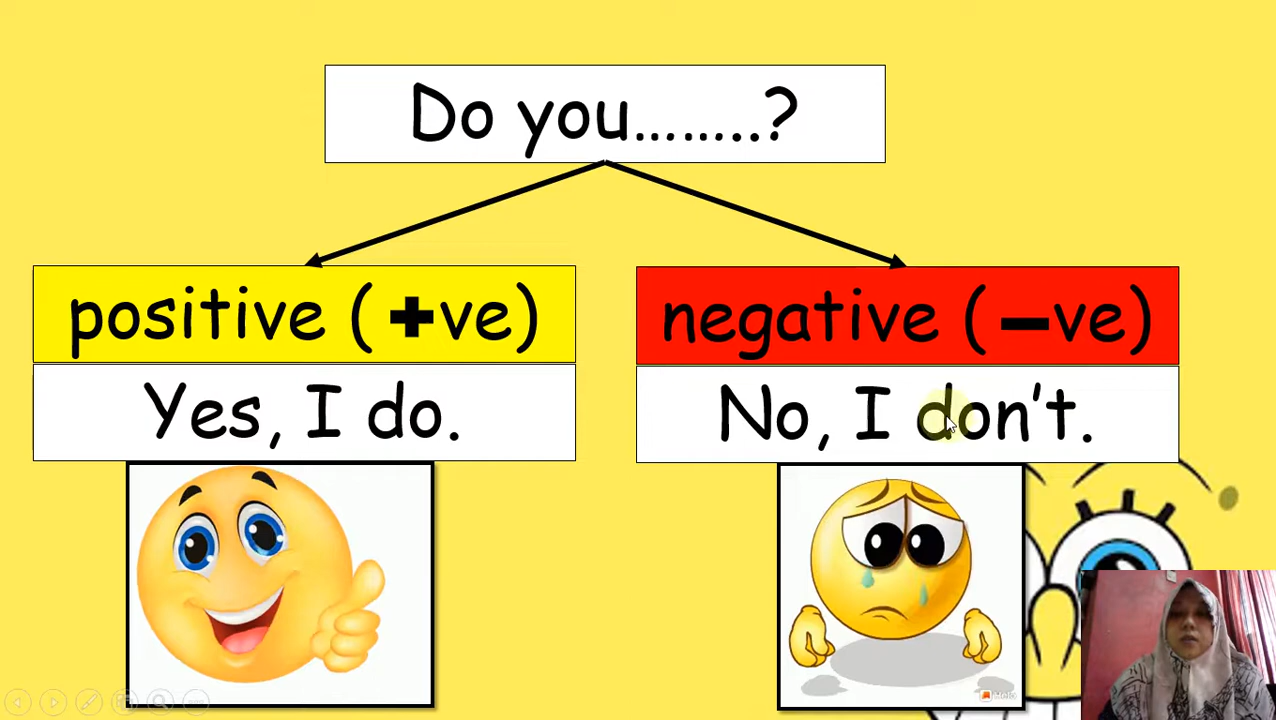 Do you……..?
positive ( +ve)
negative ( –ve)
Yes, I do.
No, I don't.